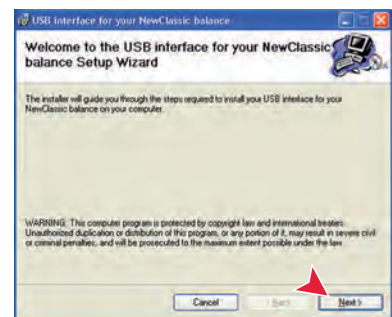 USB interface for your NewClassic balance
Welcome to the USB interface for your NewClassic
balance Setup Wizard
The installer will guide you through the steps required to install your USB interface for your
NewClassic balance on your computer.
WARNING: This computer program is protected by copyright law and international treaties.
Unauthorized duplication or distribution of this program, or any portion of it, may result in severe civil
or criminal penalties, and will be prosecuted to the maximum extent possible under the law.
Cancel < Back Next >